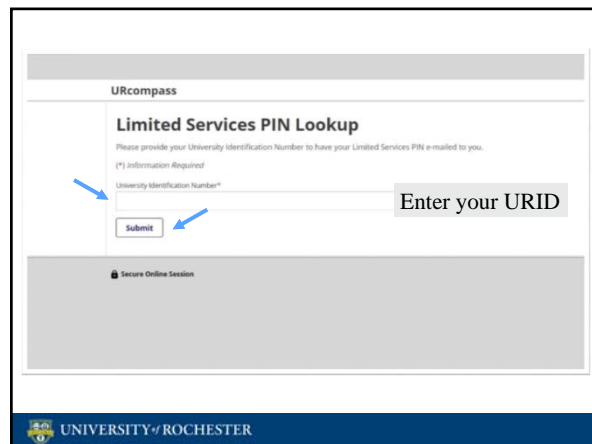 URcompass
Limited Services PIN Lookup
Please provide your University Identification Number to have your Limited Services PIN e-mailed to you.
(*) Information Required
University Identification Number*
Enter your URID
Submit
Secure Online Session
UNIVERSITY of ROCHESTER